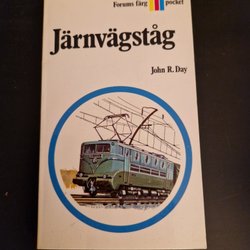 Forums färg pocket
Järnvägståg
John R. Day